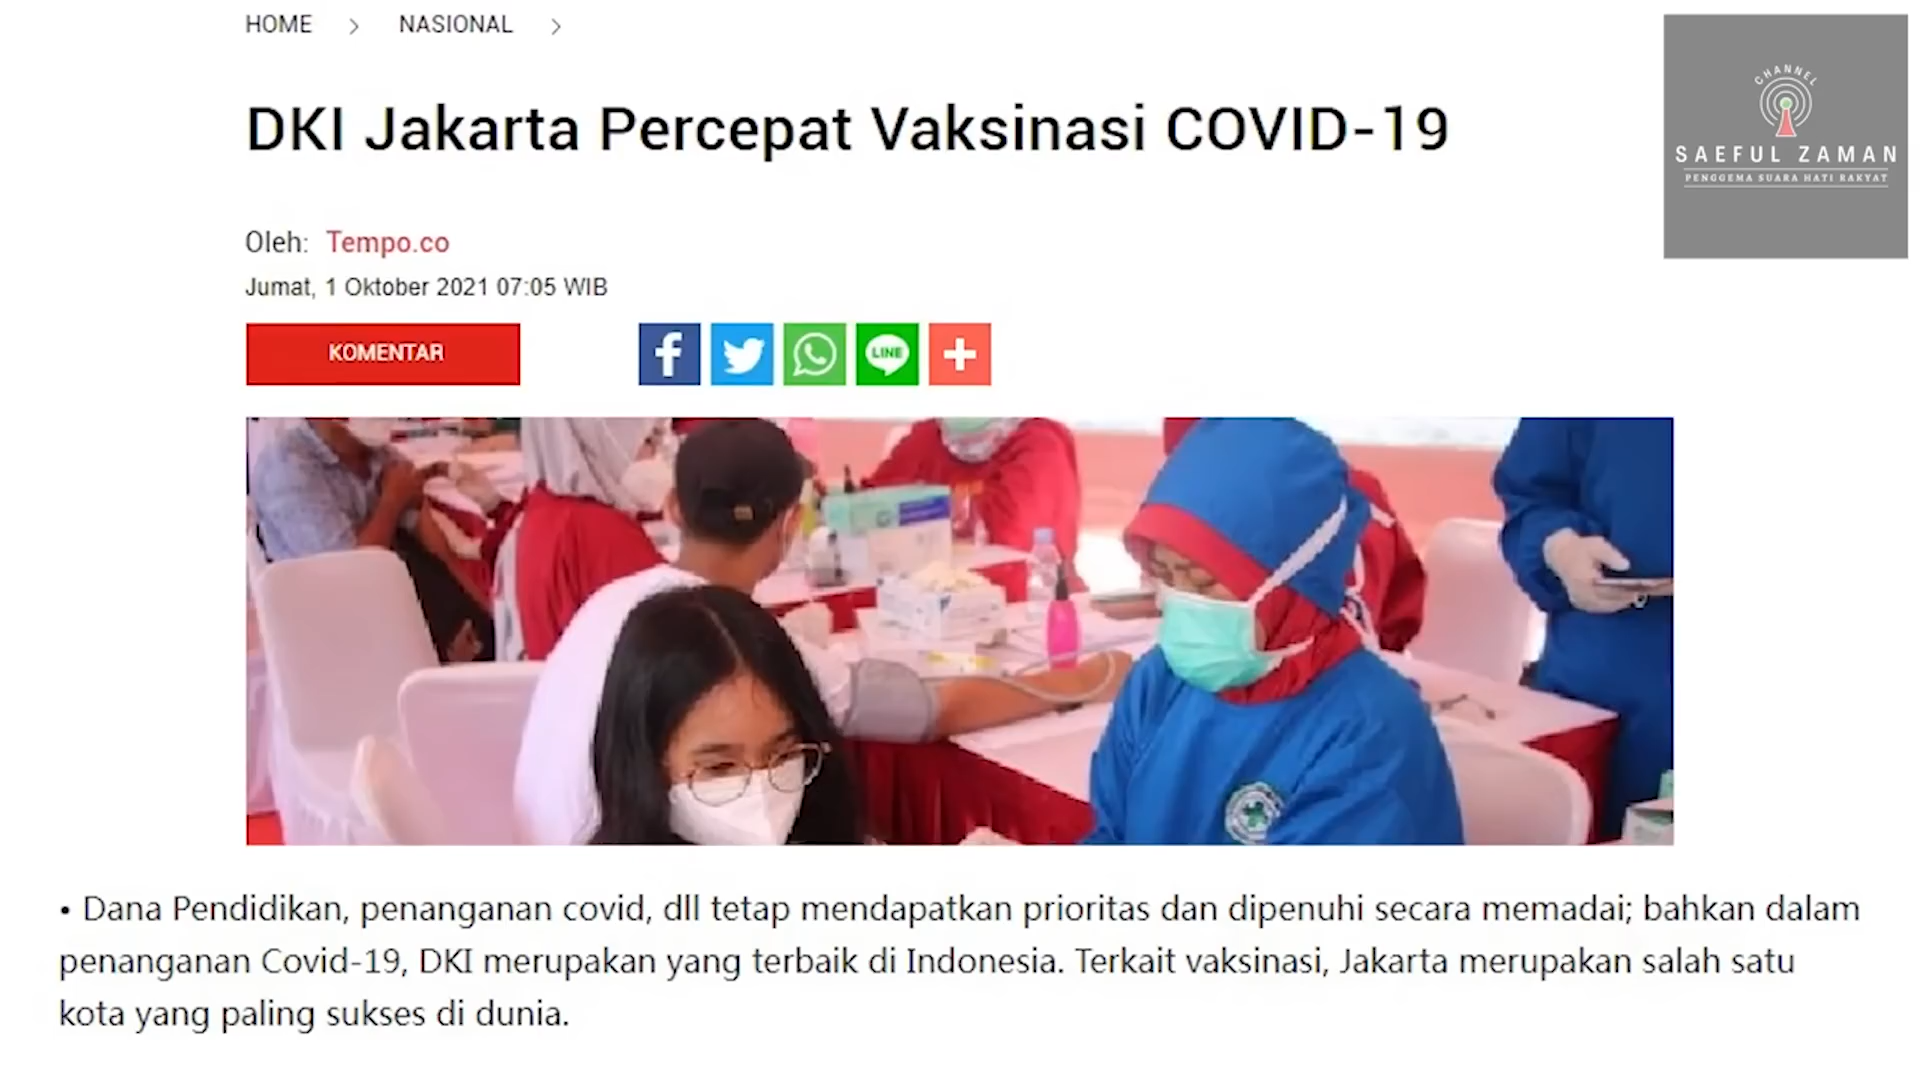 HOME > NASIONAL >
DKI Jakarta Percepat Vaksinasi COVID-19
CHANNEL
SAEFUL ZAMAN
PENGGEMA SUARA HATI RAKYAT
Oleh: Tempo.co
Jumat, 1 Oktober 2021 07:05 WIB
KOMENTAR
LINE
• Dana Pendidikan, penanganan covid, dll tetap mendapatkan prioritas dan dipenuhi secara memadai; bahkan dalam
penanganan Covid-19, DKI merupakan yang terbaik di Indonesia. Terkait vaksinasi, Jakarta merupakan salah satu
kota yang paling sukses di dunia.